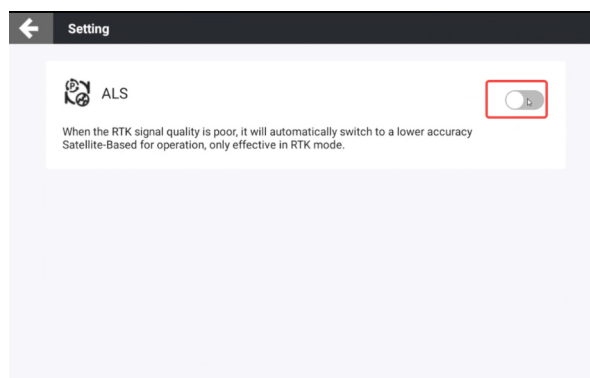 Setting
ALS
When the RTK signal quality is poor, it will automatically switch to a lower accuracy
Satellite-Based for operation, only effective in RTK mode.